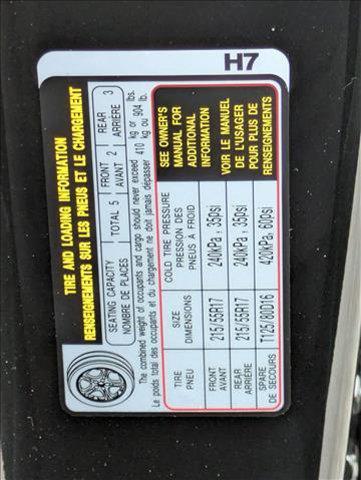 TIRE AND LOADING INFORMATION
RENSEIGNEMENTS SUR LES PNEUS ET LE CHARGEMENT
SEATING CAPACITY
NOMBRE DE PLACES
TOTAL 5
FRONT
AVANT 2
REAR
ARRIÈRE 3
The combined weight of occupants and cargo should never exceed 410 kg or 904 lbs.
Le poids total des occupants et du chargement ne doit jamais dépasser 410 kg ou 904 lb.
TIRE
PNEU
SIZE
DIMENSIONS
COLD TIRE PRESSURE
PRESSION DES
PNEUS À FROID
FRONT
AVANT
215/55R17
240kPa, 35psi
REAR
ARRIÈRE
215/55R17
240kPa, 35psi
SPARE
DE SECOURS
T125/80D16
420kPa, 60psi
SEE OWNER'S
MANUAL FOR
ADDITIONAL
INFORMATION
VOIR LE MANUEL
DE L'USAGER
POUR PLUS DE
RENSEIGNEMENTS
H7